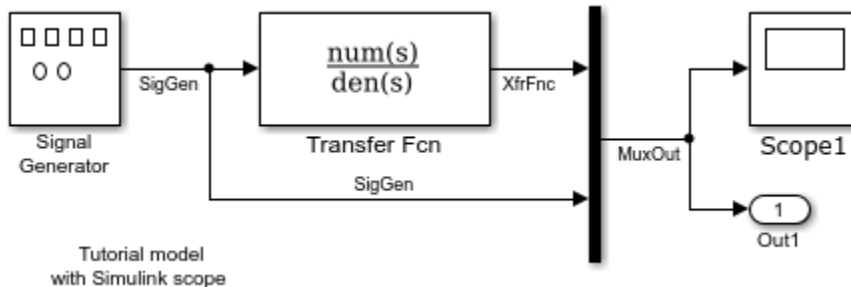 num(s)
den(s)
SigGen
XfrFnc
Signal
Generator
Transfer Fcn
MuxOut
Scope1
SigGen
1
Out1
Tutorial model
with Simulink scope